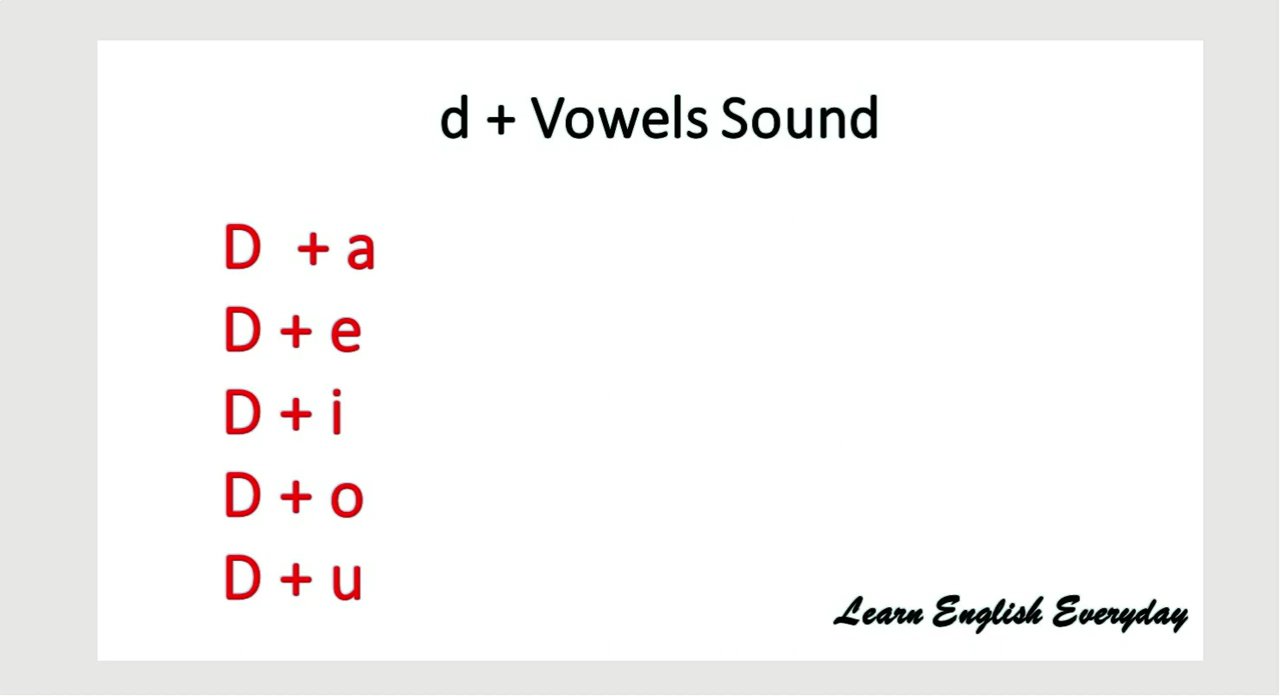 d + Vowels Sound
D + a
D + e
D + i
D + o
D + u
Learn English Everyday